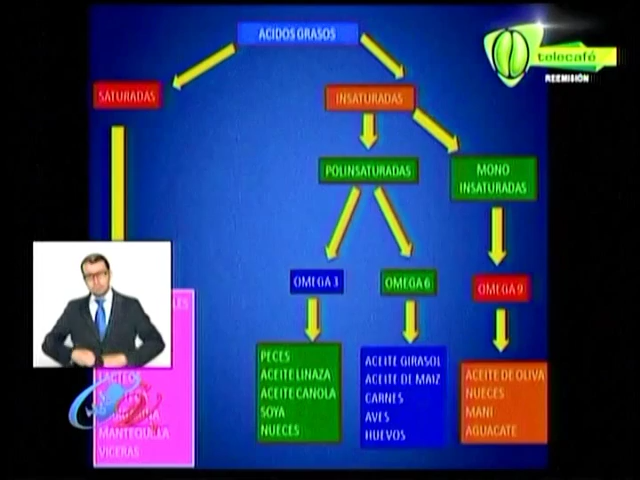 ACIDOS GRASOS
telecafé
REEMISIÓN
SATURADAS
INSATURADAS
POLINSATURADAS
MONO
INSATURADAS
OMEGA 3
OMEGA 6
OMEGA 9
LACTEOS
MANTEQUILLA
VICERAS
PECES
ACEITE LINAZA
ACEITE CANOLA
SOYA
NUECES
ACEITE GIRASOL
ACEITE DE MAIZ
CARNES
AVES
HUEVOS
ACEITE DE OLIVA
NUECES
MANI
AGUACATE